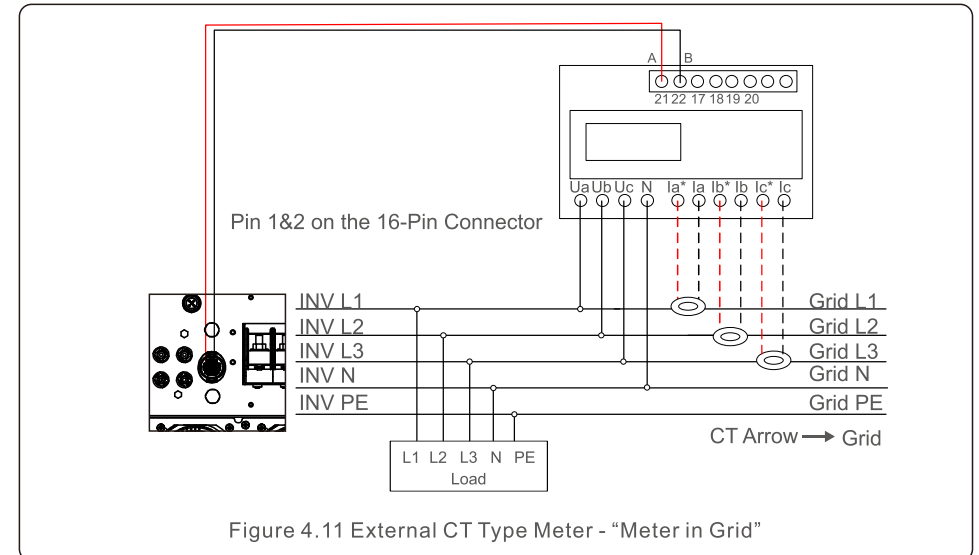 A B
21 22 17 18 19 20
Ua Ub Uc N Ia* Ia Ib* Ib Ic* Ic
Pin 1&2 on the 16-Pin Connector
INV L1 Grid L1
INV L2 Grid L2
INV L3 Grid L3
INV N Grid N
INV PE Grid PE
CT Arrow → Grid
L1 L2 L3 N PE
Load
Figure 4.11 External CT Type Meter - “Meter in Grid”